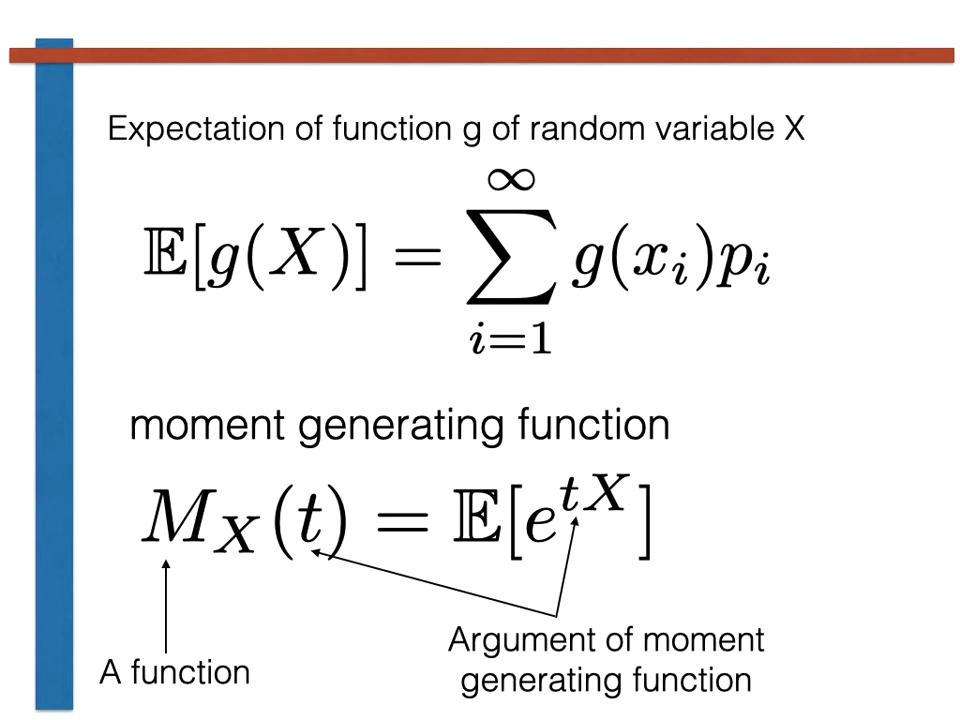 Expectation of function g of random variable X
𝔼[g(X)] = ∑_{i=1}^{∞} g(x_i)p_i
moment generating function
M_X(t) = 𝔼[e^{tX}]
A function
Argument of moment
generating function